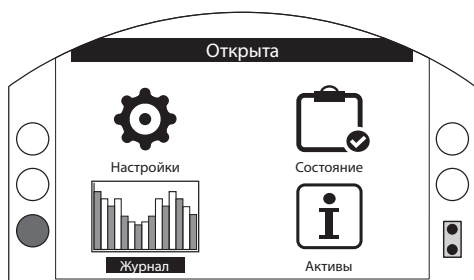 Открыта
Настройки
Состояние
Журнал
Активы